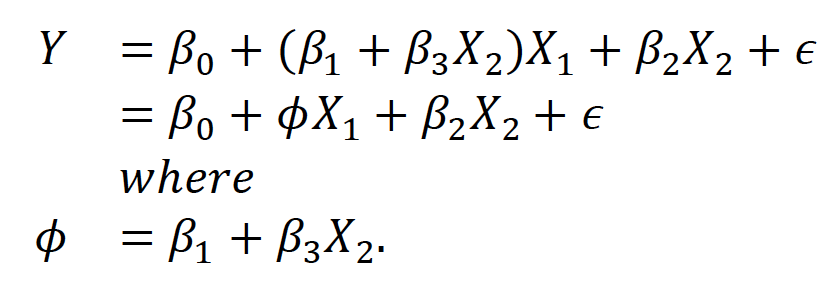 Y = β₀ + (β₁ + β₃X₂)X₁ + β₂X₂ + ϵ
= β₀ + ϕX₁ + β₂X₂ + ϵ
where
ϕ = β₁ + β₃X₂.